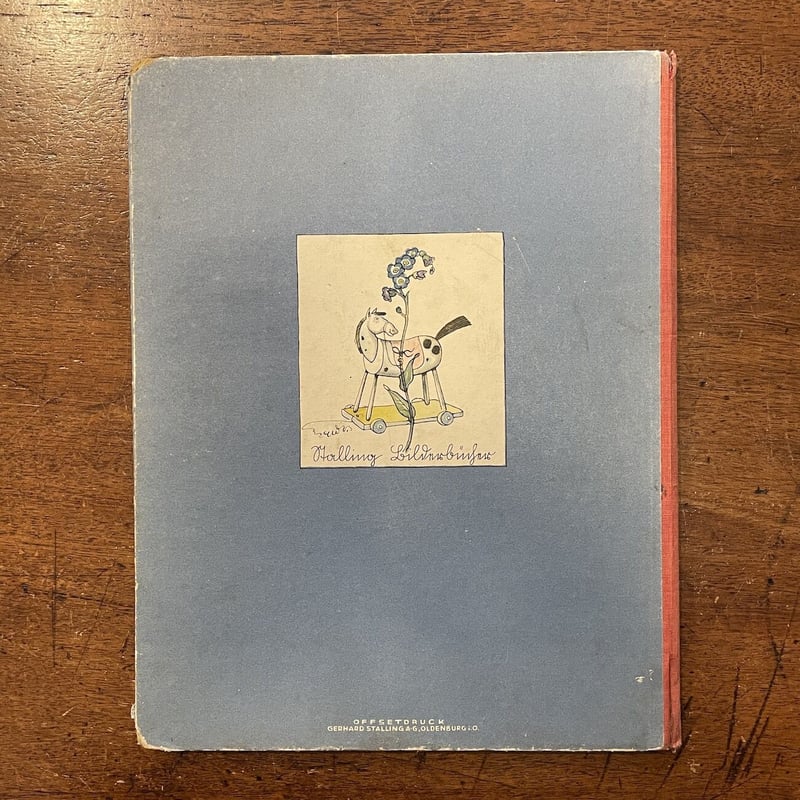 Stalling Bilderbücher
OFFSETDRUCK
GERHARD STALLING A-G, OLDENBURG i. O.